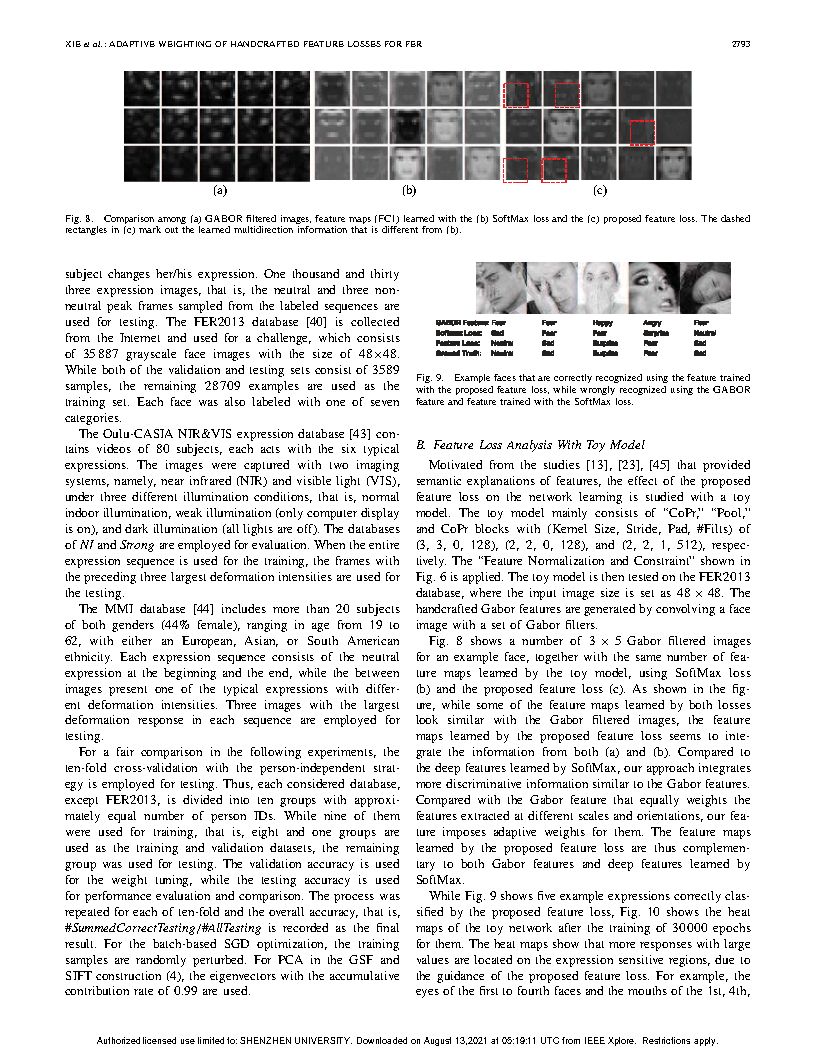 XIE et al.: ADAPTIVE WEIGHTING OF HANDCRAFTED FEATURE LOSSES FOR FER
2793
(a)
(b)
(c)
Fig. 8. Comparison among (a) GABOR filtered images, feature maps (FC1) learned with the (b) SoftMax loss and the (c) proposed feature loss. The dashed
rectangles in (c) mark out the learned multidirection information that is different from (b).
subject changes her/his expression. One thousand and thirty
three expression images, that is, the neutral and three non-
neutral peak frames sampled from the labeled sequences are
used for testing. The FER2013 database [40] is collected
from the Internet and used for a challenge, which consists
of 35 887 grayscale face images with the size of 48×48.
While both of the validation and testing sets consist of 3589
samples, the remaining 28 709 examples are used as the
training set. Each face was also labeled with one of seven
categories.
The Oulu-CASIA NIR&VIS expression database [43] con-
tains videos of 80 subjects, each acts with the six typical
expressions. The images were captured with two imaging
systems, namely, near infrared (NIR) and visible light (VIS),
under three different illumination conditions, that is, normal
indoor illumination, weak illumination (only computer display
is on), and dark illumination (all lights are off). The databases
of NI and Strong are employed for evaluation. When the entire
expression sequence is used for the training, the frames with
the preceding three largest deformation intensities are used for
the testing.
The MMI database [44] includes more than 20 subjects
of both genders (44% female), ranging in age from 19 to
62, with either an European, Asian, or South American
ethnicity. Each expression sequence consists of the neutral
expression at the beginning and the end, while the between
images present one of the typical expressions with differ-
ent deformation intensities. Three images with the largest
deformation response in each sequence are employed for
testing.
For a fair comparison in the following experiments, the
ten-fold cross-validation with the person-independent strat-
egy is employed for testing. Thus, each considered database,
except FER2013, is divided into ten groups with approxi-
mately equal number of person IDs. While nine of them
were used for training, that is, eight and one groups are
used as the training and validation datasets, the remaining
group was used for testing. The validation accuracy is used
for the weight tuning, while the testing accuracy is used
for performance evaluation and comparison. The process was
repeated for each of ten-fold and the overall accuracy, that is,
#SummedCorrectTesting/#AllTesting is recorded as the final
result. For the batch-based SGD optimization, the training
samples are randomly perturbed. For PCA in the GSF and
SIFT construction (4), the eigenvectors with the accumulative
contribution rate of 0.99 are used.
GABOR Feature: Fear Fear Happy Angry Fear
Softmax Loss: Sad Fear Fear Surprise Neutral
Feature Loss: Neutral Sad Surprise Fear Sad
Ground Truth: Neutral Sad Surprise Fear Sad
Fig. 9. Example faces that are correctly recognized using the feature trained
with the proposed feature loss, while wrongly recognized using the GABOR
feature and feature trained with the SoftMax loss.
B. Feature Loss Analysis With Toy Model
Motivated from the studies [13], [23], [45] that provided
semantic explanations of features, the effect of the proposed
feature loss on the network learning is studied with a toy
model. The toy model mainly consists of “CoPr,” “Pool,”
and CoPr blocks with (Kernel Size, Stride, Pad, #Filts) of
(3, 3, 0, 128), (2, 2, 0, 128), and (2, 2, 1, 512), respec-
tively. The “Feature Normalization and Constraint” shown in
Fig. 6 is applied. The toy model is then tested on the FER2013
database, where the input image size is set as 48 × 48. The
handcrafted Gabor features are generated by convolving a face
image with a set of Gabor filters.
Fig. 8 shows a number of 3 × 5 Gabor filtered images
for an example face, together with the same number of fea-
ture maps learned by the toy model, using SoftMax loss
(b) and the proposed feature loss (c). As shown in the fig-
ure, while some of the feature maps learned by both losses
look similar with the Gabor filtered images, the feature
maps learned by the proposed feature loss seems to inte-
grate the information from both (a) and (b). Compared to
the deep features learned by SoftMax, our approach integrates
more discriminative information similar to the Gabor features.
Compared with the Gabor feature that equally weights the
features extracted at different scales and orientations, our fea-
ture imposes adaptive weights for them. The feature maps
learned by the proposed feature loss are thus complemen-
tary to both Gabor features and deep features learned by
SoftMax.
While Fig. 9 shows five example expressions correctly clas-
sified by the proposed feature loss, Fig. 10 shows the heat
maps of the toy network after the training of 30 000 epochs
for them. The heat maps show that more responses with large
values are located on the expression sensitive regions, due to
the guidance of the proposed feature loss. For example, the
eyes of the first to fourth faces and the mouths of the 1st, 4th,
Authorized licensed use limited to: SHENZHEN UNIVERSITY. Downloaded on August 13,2021 at 05:19:11 UTC from IEEE Xplore. Restrictions apply.